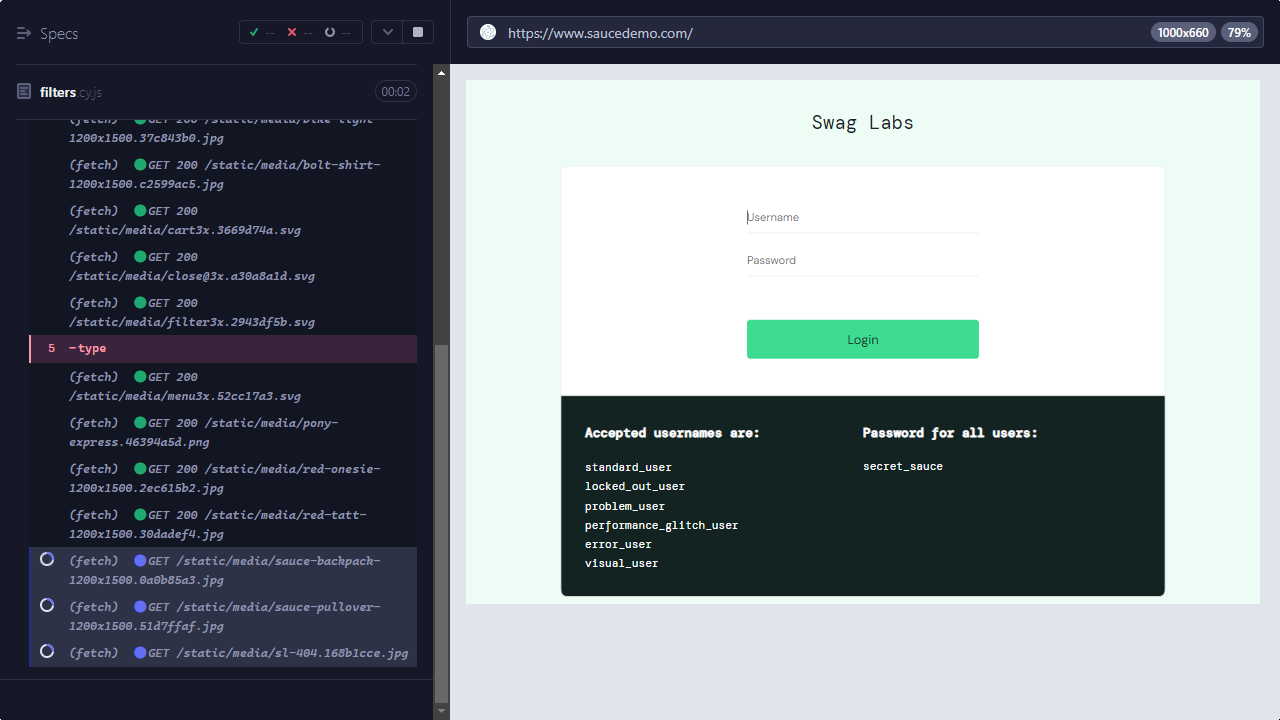 Specs
-- -- --
https://www.saucedemo.com/
1000x660
79%
filters.cy.js
00:02
(fetch) GET 200 /static/media/bike-light-
1200x1500.37c843b0.jpg
(fetch) GET 200 /static/media/bolt-shirt-
1200x1500.c2599ac5.jpg
(fetch) GET 200
/static/media/cart3x.3669d74a.svg
(fetch) GET 200
/static/media/close@3x.a30a8a1d.svg
(fetch) GET 200
/static/media/filter3x.2943df5b.svg
5 -type
(fetch) GET 200
/static/media/menu3x.52cc17a3.svg
(fetch) GET 200 /static/media/pony-
express.46394a5d.png
(fetch) GET 200 /static/media/red-onesie-
1200x1500.2ec615b2.jpg
(fetch) GET 200 /static/media/red-tatt-
1200x1500.30dadef4.jpg
(fetch) GET /static/media/sauce-backpack-
1200x1500.0a0b85a3.jpg
(fetch) GET /static/media/sauce-pullover-
1200x1500.51d7ffaf.jpg
(fetch) GET /static/media/sl-404.168b1cce.jpg
Swag Labs
Username
Password
Login
Accepted usernames are:
standard_user
locked_out_user
problem_user
performance_glitch_user
error_user
visual_user
Password for all users:
secret_sauce